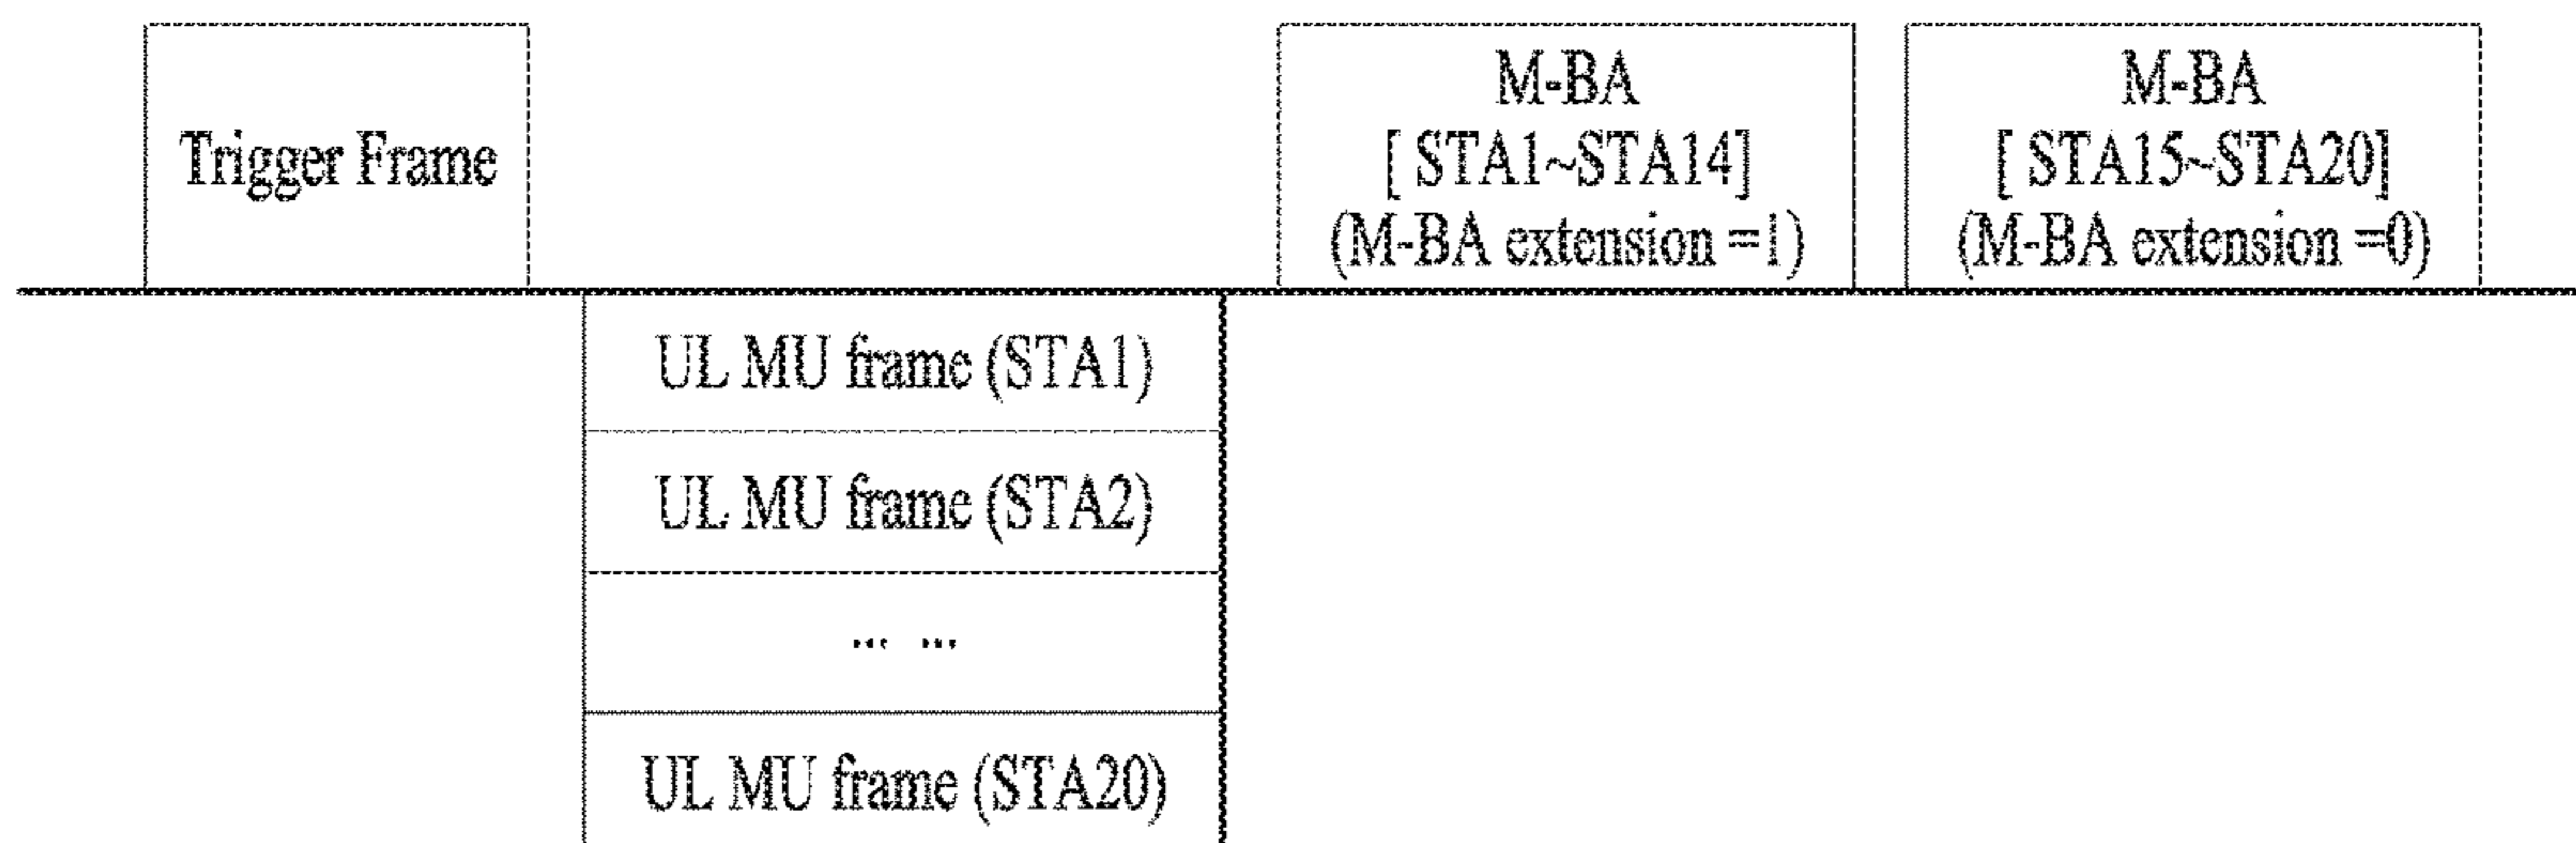 Trigger Frame
M-BA
[ STA1~STA14]
(M-BA extension =1)
M-BA
[ STA15~STA20]
(M-BA extension =0)
UL MU frame (STA1)
UL MU frame (STA2)
... ...
UL MU frame (STA20)